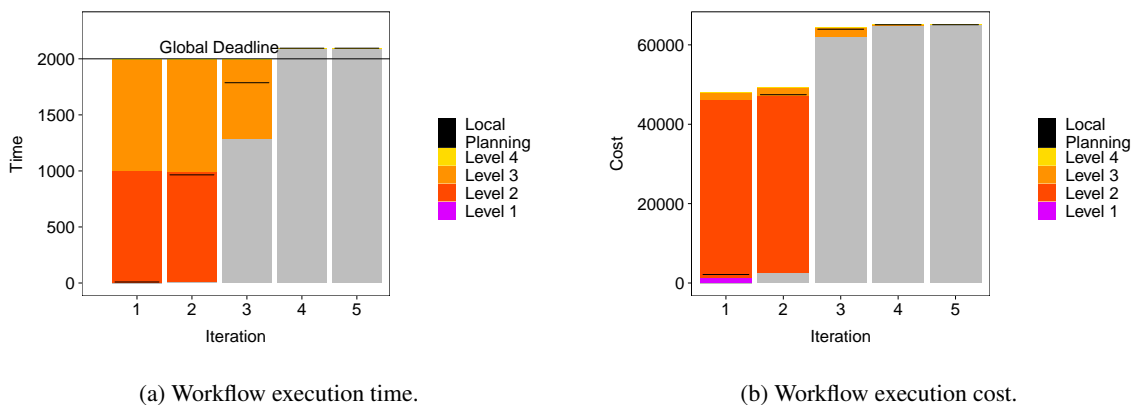 Global Deadline
2000
1500
1000
500
0
Time
1 2 3 4 5
Iteration
Local
Planning
Level 4
Level 3
Level 2
Level 1
(a) Workflow execution time.
60000
40000
20000
0
Cost
1 2 3 4 5
Iteration
Local
Planning
Level 4
Level 3
Level 2
Level 1
(b) Workflow execution cost.